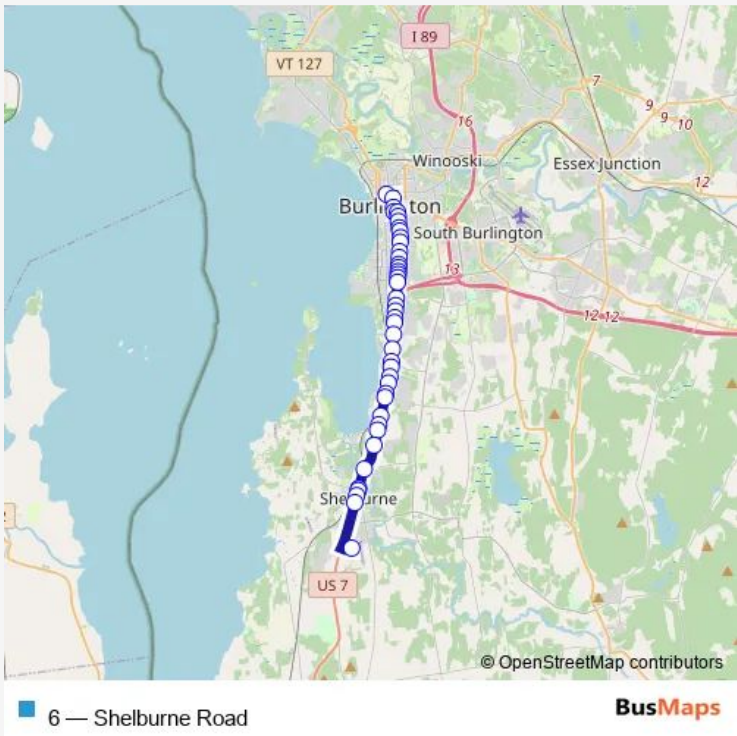 I 89
VT 127
7
9
9
10
16
Winooski
Essex Junction
12
Burlington
South Burlington
13
12 12
Shelburne
2
US 7
© OpenStreetMap contributors
6 — Shelburne Road
BusMaps